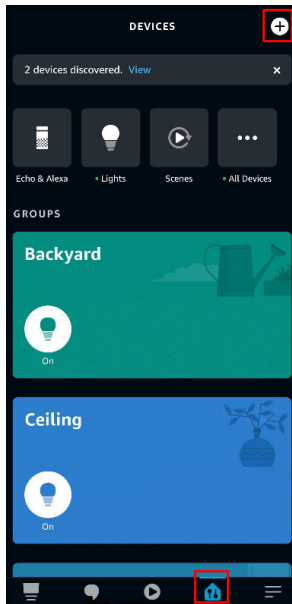 DEVICES
2 devices discovered. View
Echo & Alexa
Lights
Scenes
All Devices
GROUPS
Backyard
On
Ceiling
On